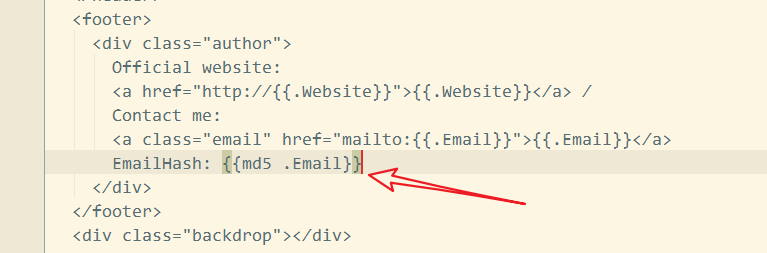 <footer>
<div class="author">
Official website:
<a href="http://{{.Website}}">{{.Website}}</a> /
Contact me:
<a class="email" href="mailto:{{.Email}}">{{.Email}}</a>
EmailHash: {{md5 .Email}}
</div>
</footer>
<div class="backdrop"></div>